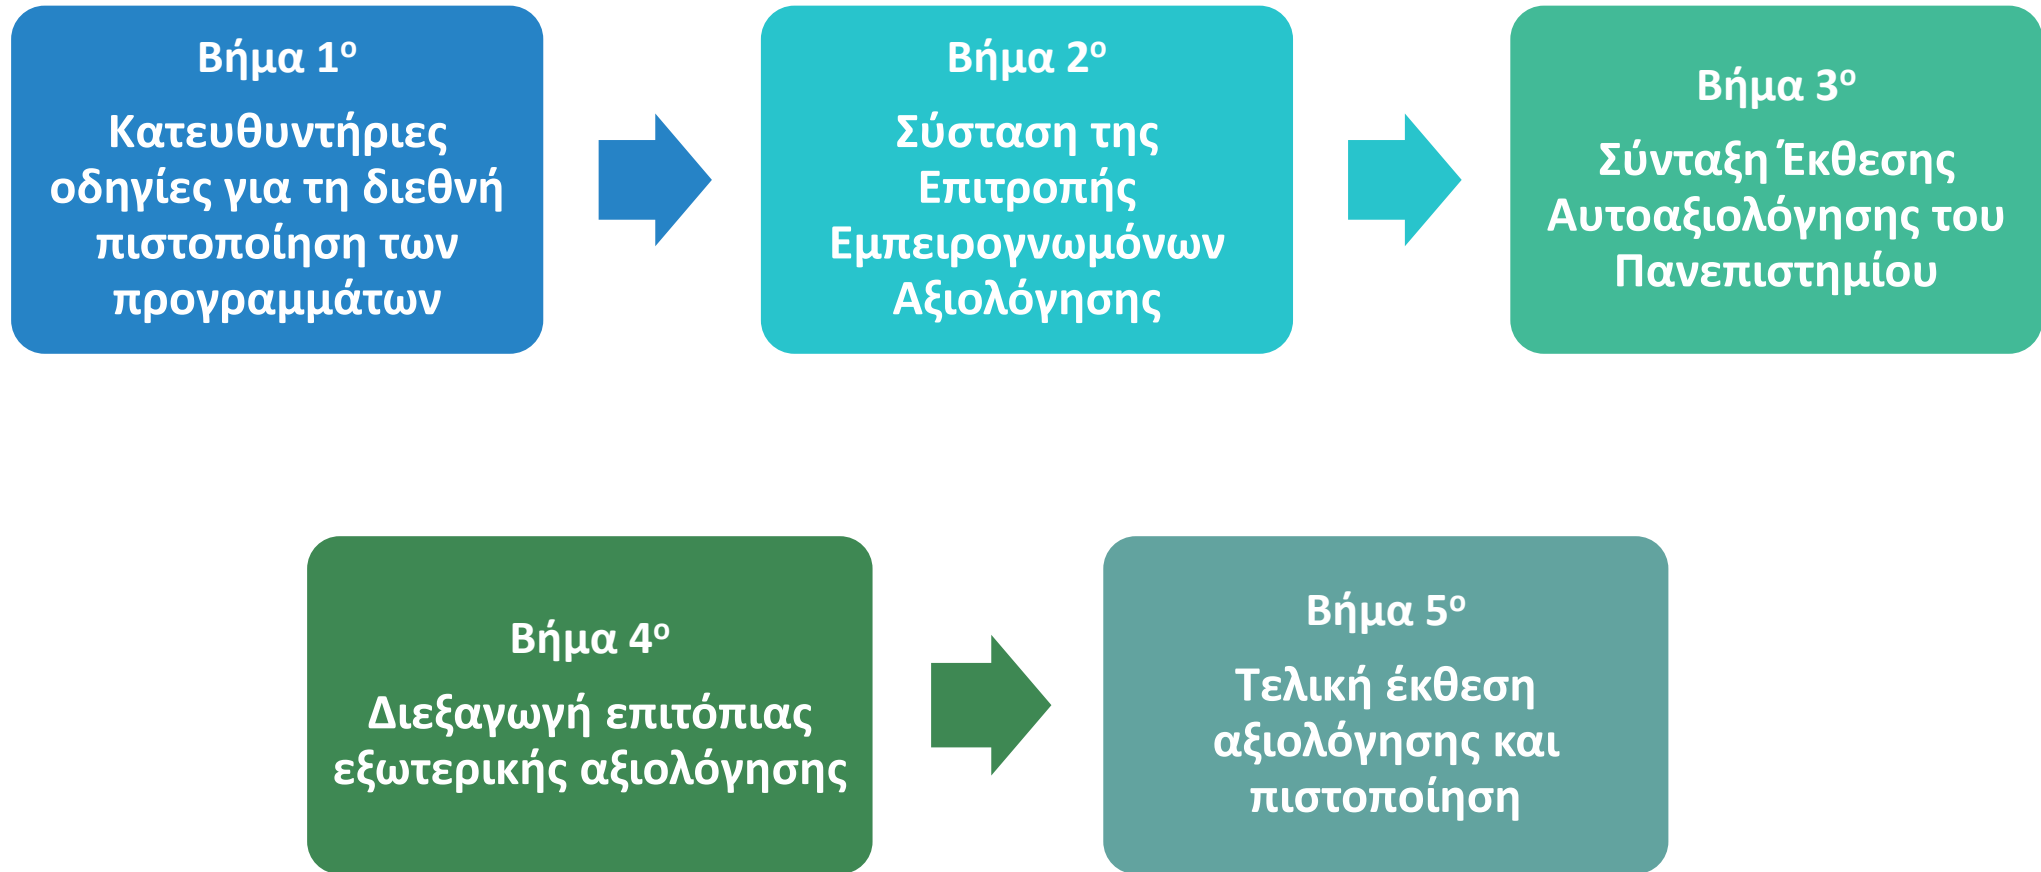 Βήμα 1ο
Κατευθυντήριες
οδηγίες για τη διεθνή
πιστοποίηση των
προγραμμάτων
Βήμα 2ο
Σύσταση της
Επιτροπής
Εμπειρογνωμόνων
Αξιολόγησης
Βήμα 3ο
Σύνταξη Έκθεσης
Αυτοαξιολόγησης του
Πανεπιστημίου
Βήμα 4ο
Διεξαγωγή επιτόπιας
εξωτερικής αξιολόγησης
Βήμα 5ο
Τελική έκθεση
αξιολόγησης και
πιστοποίηση